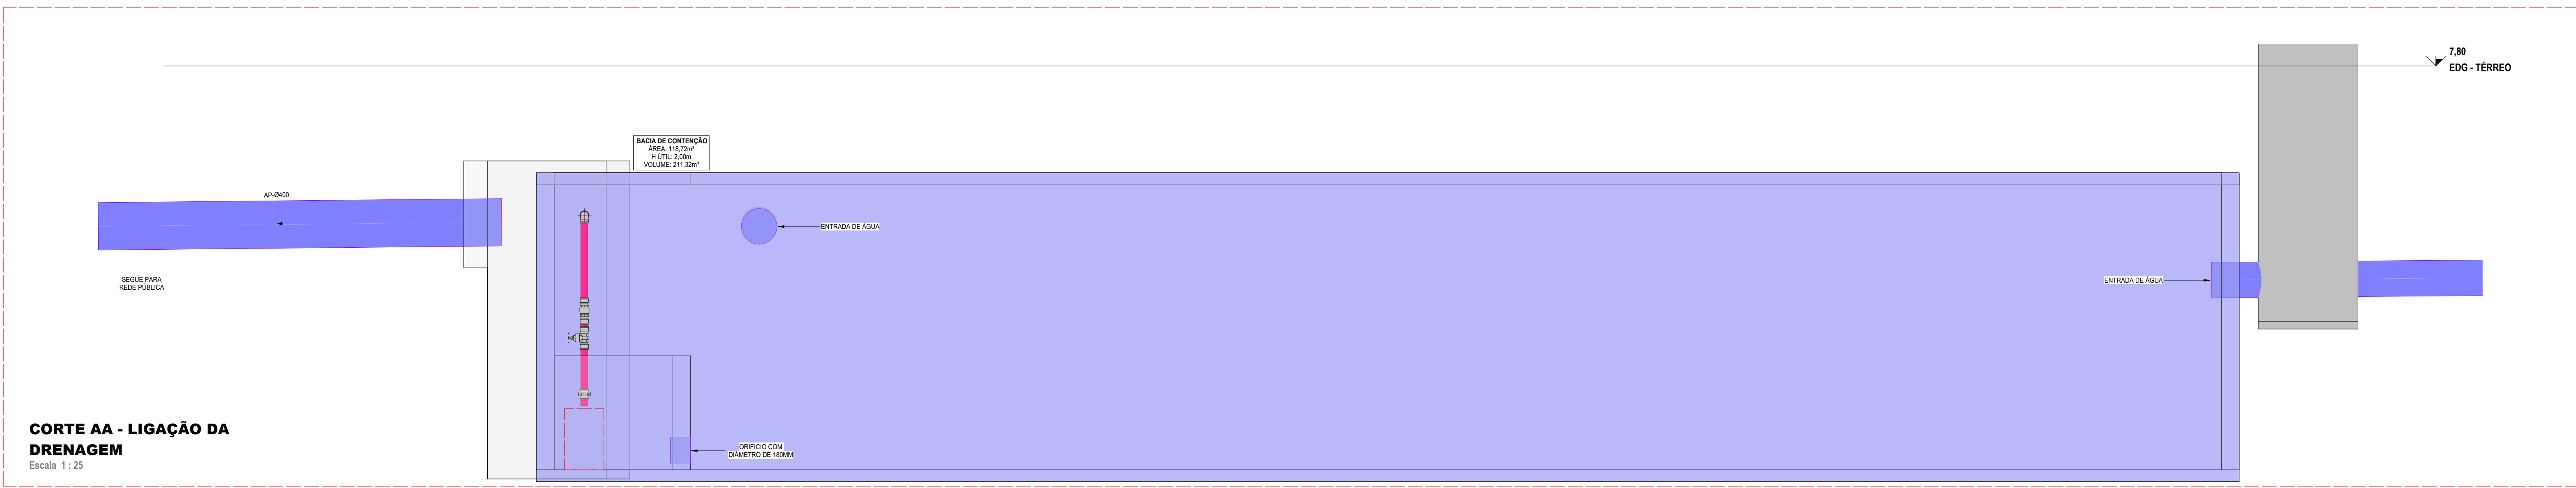 7,80
EDG - TÉRREO
BACIA DE CONTENÇÃO
ÁREA: 118,72m²
H ÚTIL: 2,00m
VOLUME: 211,32m³
AP-Ø400
ENTRADA DE ÁGUA
SEGUE PARA
REDE PÚBLICA
ENTRADA DE ÁGUA
ORIFICIO COM
DIÂMETRO DE 180MM
CORTE AA - LIGAÇÃO DA
DRENAGEM
Escala 1 : 25